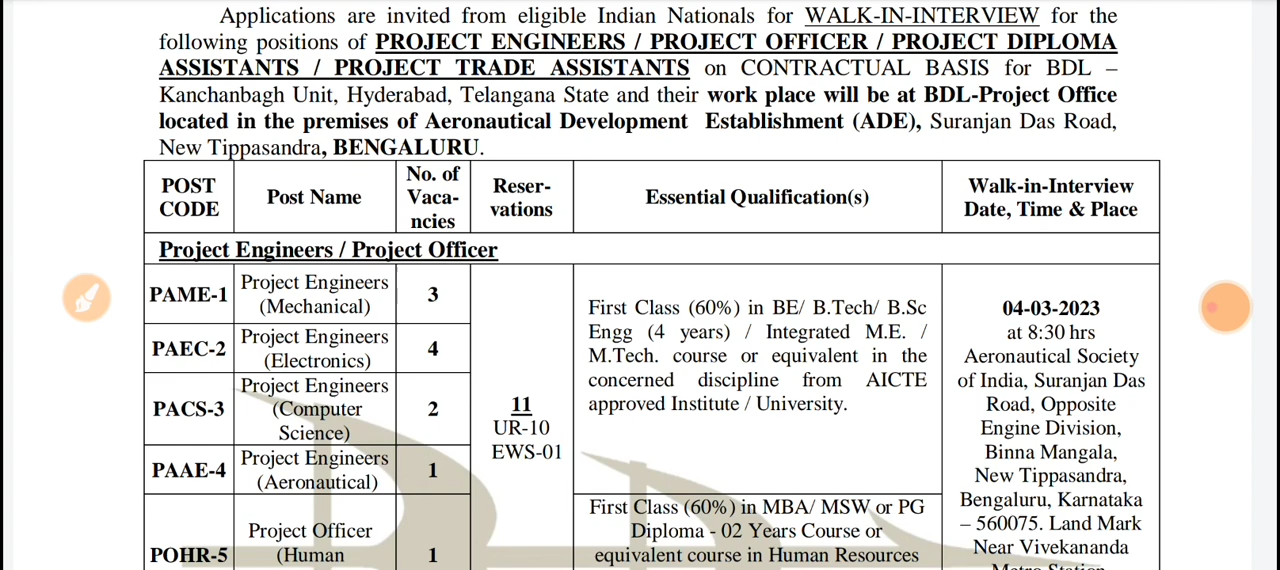 Applications are invited from eligible Indian Nationals for WALK-IN-INTERVIEW for the
following positions of PROJECT ENGINEERS / PROJECT OFFICER / PROJECT DIPLOMA
ASSISTANTS / PROJECT TRADE ASSISTANTS on CONTRACTUAL BASIS for BDL –
Kanchanbagh Unit, Hyderabad, Telangana State and their work place will be at BDL-Project Office
located in the premises of Aeronautical Development Establishment (ADE), Suranjan Das Road,
New Tippasandra, BENGALURU.
POST
CODE
Post Name
No. of
Vaca-
ncies
Reser-
vations
Essential Qualification(s)
Walk-in-Interview
Date, Time & Place
Project Engineers / Project Officer
PAME-1
Project Engineers
(Mechanical)
3
PAEC-2
Project Engineers
(Electronics)
4
PACS-3
Project Engineers
(Computer
Science)
2
PAAE-4
Project Engineers
(Aeronautical)
1
POHR-5
Project Officer
(Human
1
11
UR-10
EWS-01
First Class (60%) in BE/ B.Tech/ B.Sc
Engg (4 years) / Integrated M.E. /
M.Tech. course or equivalent in the
concerned discipline from AICTE
approved Institute / University.
First Class (60%) in MBA/ MSW or PG
Diploma - 02 Years Course or
equivalent course in Human Resources
04-03-2023
at 8:30 hrs
Aeronautical Society
of India, Suranjan Das
Road, Opposite
Engine Division,
Binna Mangala,
New Tippasandra,
Bengaluru, Karnataka
– 560075. Land Mark
Near Vivekananda
Metro Station